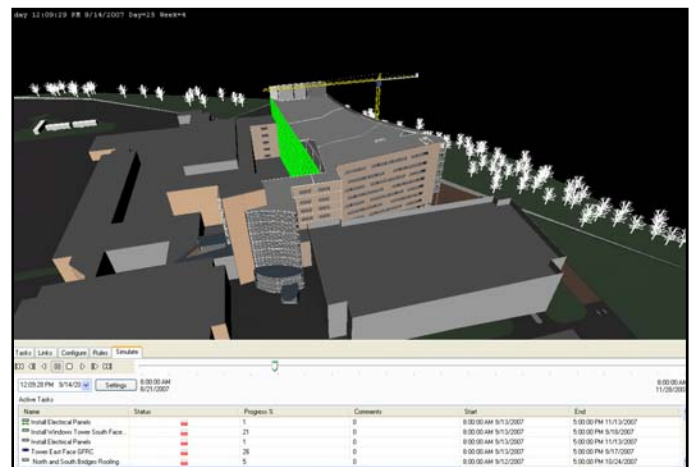 day 12:09:29 PM 9/14/2007 Day=25 Week=4
Tasks Links Configure Rules Simulate
12:09:28 PM 9/14/20 Settings 8:00:00 AM 8:00:00 AM
8/21/2007 11/28/200
Active Tasks
Name Status Progress % Comments Start End
Install Electrical Panels 1 0 8:00:00 AM 9/13/2007 5:00:00 PM 11/13/2007
Install Windows Tower South Face... 21 0 8:00:00 AM 9/13/2007 5:00:00 PM 9/18/2007
Install Electrical Panels 1 0 8:00:00 AM 9/13/2007 5:00:00 PM 11/13/2007
Tower East Face GFRC 26 0 8:00:00 AM 9/13/2007 5:00:00 PM 9/17/2007
North and South Bridges Roofing 5 0 8:00:00 AM 9/12/2007 5:00:00 PM 10/24/2007